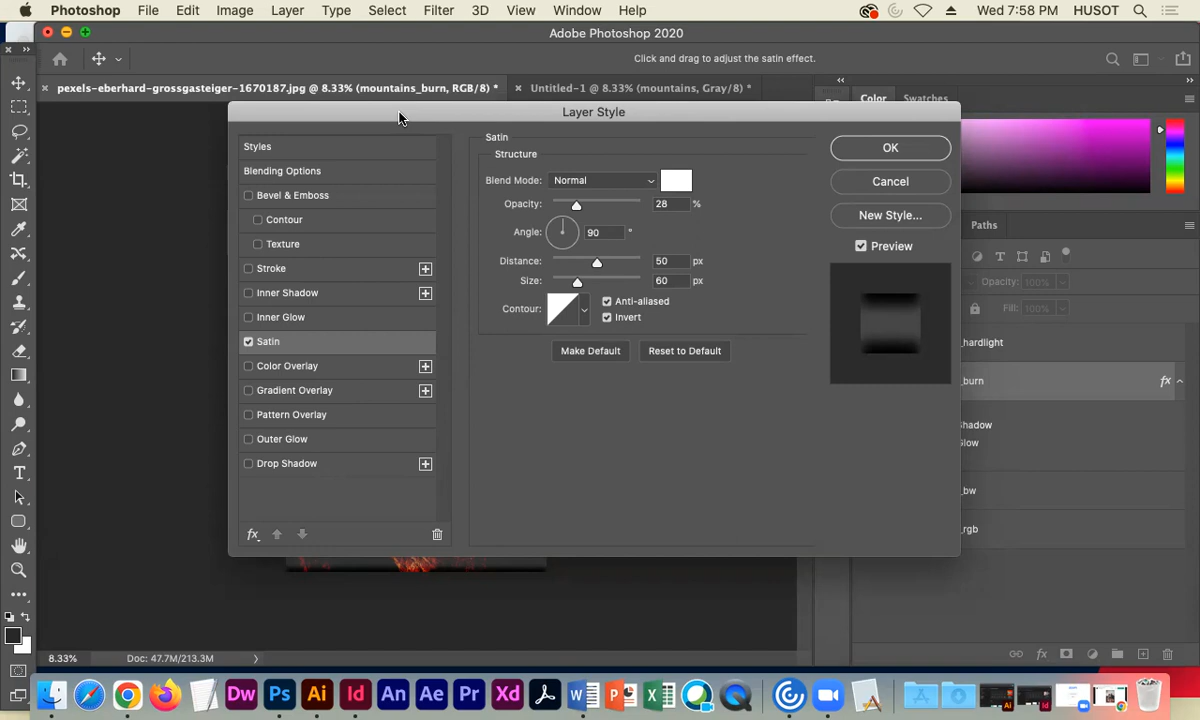 Photoshop File Edit Image Layer Type Select Filter 3D View Window Help Wed 7:58 PM HUSOT
Adobe Photoshop 2020
Click and drag to adjust the satin effect.
pexels-eberhard-grossgasteiger-1670187.jpg @ 8.33% (mountains_burn, RGB/8) * Untitled-1 @ 8.33% (mountains, Gray/8) *
Color Swatches
Layer Style
Styles
Blending Options
Bevel & Emboss
Contour
Texture
Stroke
Inner Shadow
Inner Glow
Satin
Color Overlay
Gradient Overlay
Pattern Overlay
Outer Glow
Drop Shadow
fx
Satin
Structure
Blend Mode: Normal
Opacity: 28 %
Angle: 90 °
Distance: 50 px
Size: 60 px
Contour: Anti-aliased
Invert
Make Default Reset to Default
OK
Cancel
New Style...
Preview
Paths
Opacity: 100%
Fill: 100%
_hardlight
_burn fx
Shadow
Glow
_bw
_rgb
fx
8.33% Doc: 47.7M/213.3M
Dw Ps Ai Id An Ae Pr Xd